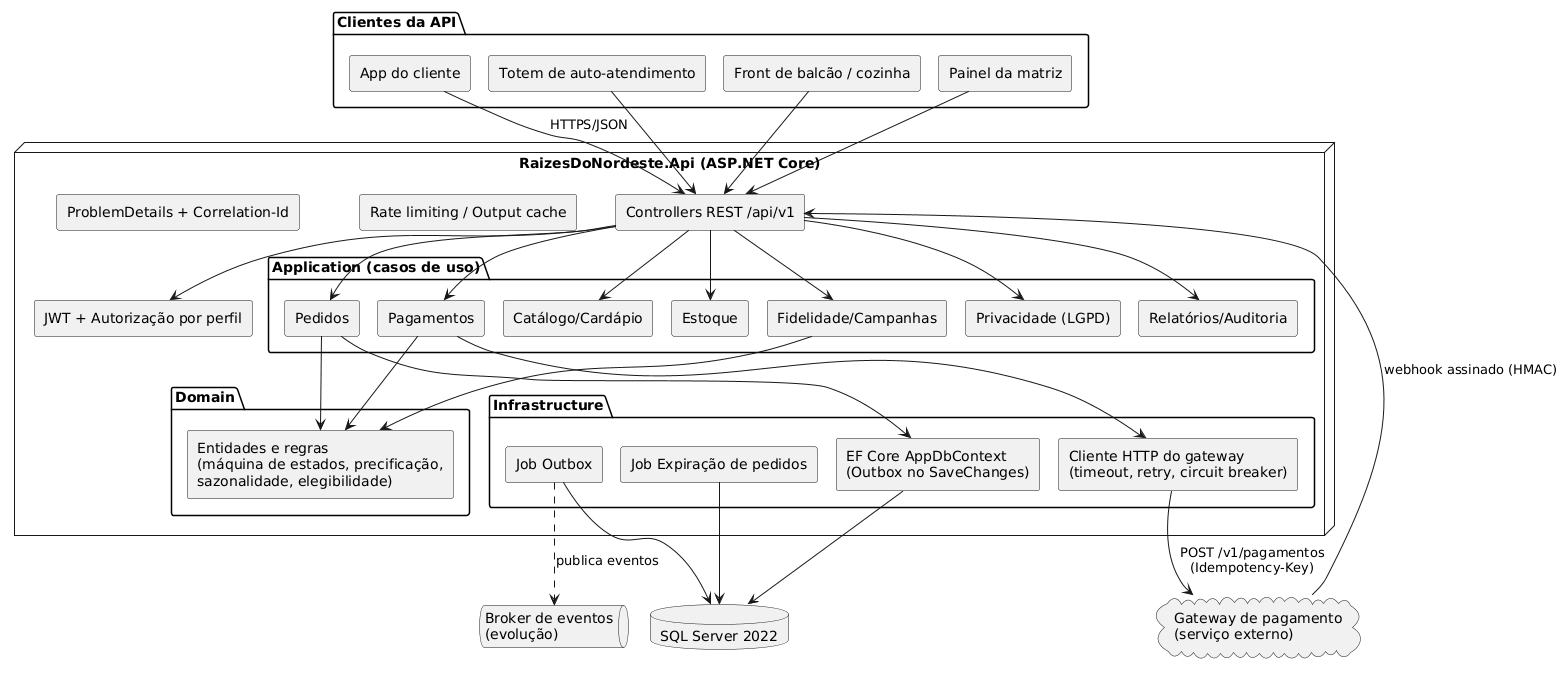 Clientes da API
App do cliente
Totem de auto-atendimento
Front de balcão / cozinha
Painel da matriz
HTTPS/JSON
RaizesDoNordeste.Api (ASP.NET Core)
ProblemDetails + Correlation-Id
Rate limiting / Output cache
Controllers REST /api/v1
Application (casos de uso)
JWT + Autorização por perfil
Pedidos
Pagamentos
Catálogo/Cardápio
Estoque
Fidelidade/Campanhas
Privacidade (LGPD)
Relatórios/Auditoria
webhook assinado (HMAC)
Domain
Entidades e regras
(máquina de estados, precificação,
sazonalidade, elegibilidade)
Infrastructure
Job Outbox
Job Expiração de pedidos
EF Core AppDbContext
(Outbox no SaveChanges)
Cliente HTTP do gateway
(timeout, retry, circuit breaker)
publica eventos
POST /v1/pagamentos
(Idempotency-Key)
Broker de eventos
(evolução)
SQL Server 2022
Gateway de pagamento
(serviço externo)